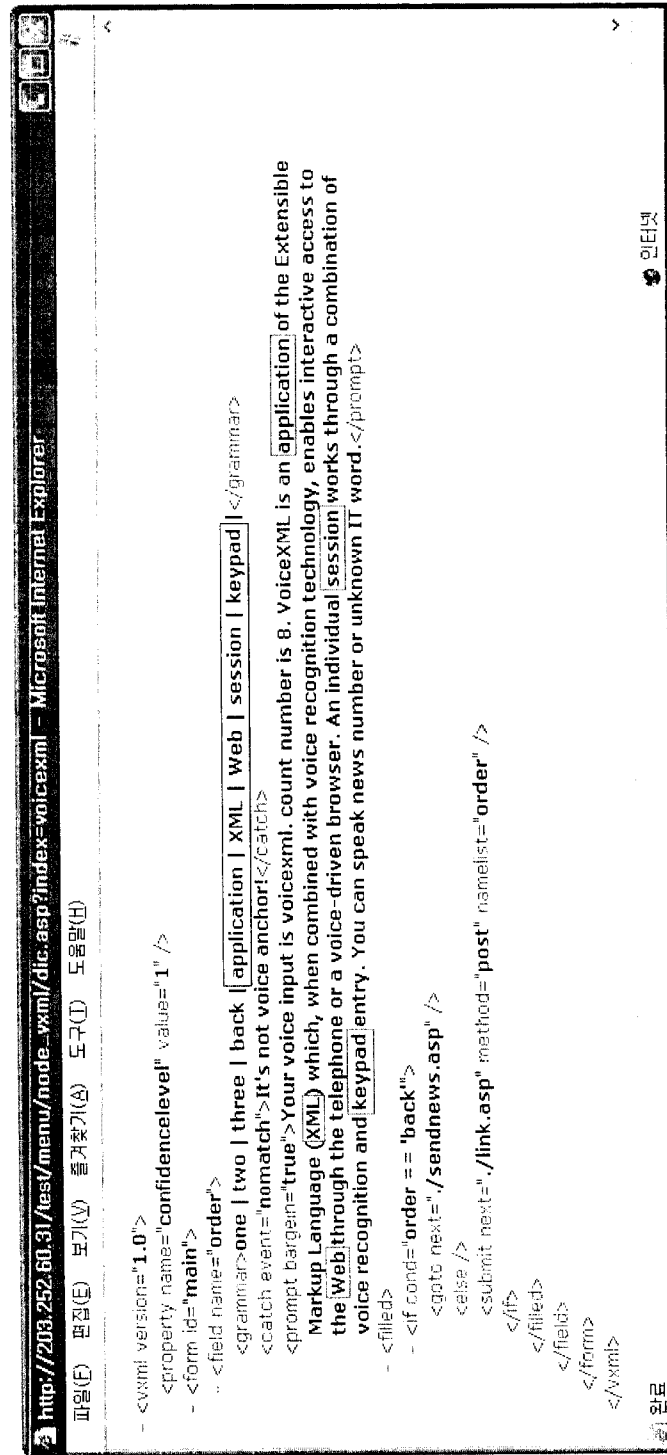 http://203.252.60.31/test/menu/node_vxml/dic.asp?index=voicexml - Microsoft Internet Explorer
파일(F) 편집(E) 보기(V) 즐겨찾기(A) 도구(T) 도움말(H)
- <vxml version="1.0">
<property name="confidencelevel" value="1" />
- <form id="main">
- <field name="order">
<grammar>one | two | three | back | application | XML | Web | session | keypad |</grammar>
<catch event="nomatch">It's not voice anchor!</catch>
<prompt bargein="true">Your voice input is voicexml. count number is 8. VoiceXML is an application of the Extensible
Markup Language (XML) which, when combined with voice recognition technology, enables interactive access to
the Web through the telephone or a voice-driven browser. An individual session works through a combination of
voice recognition and keypad entry. You can speak news number or unknown IT word.</prompt>
- <filled>
- <if cond="order == 'back'">
<goto next="./sendnews.asp" />
<else />
<submit next="./link.asp" method="post" namelist="order" />
</if>
</filled>
</field>
</form>
</vxml>
완료 인터넷